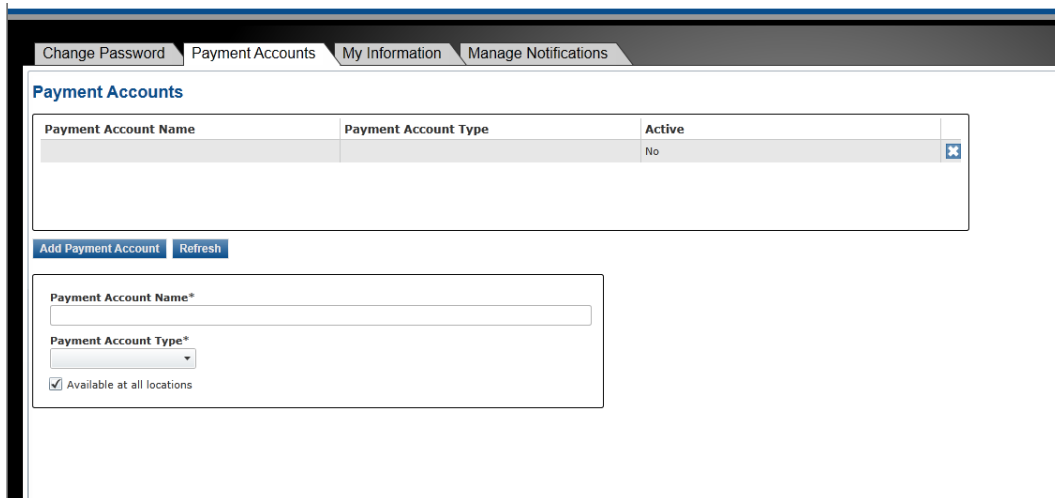 Change Password Payment Accounts My Information Manage Notifications
Payment Accounts
Payment Account Name Payment Account Type Active
No
Add Payment Account Refresh
Payment Account Name*
Payment Account Type*
Available at all locations